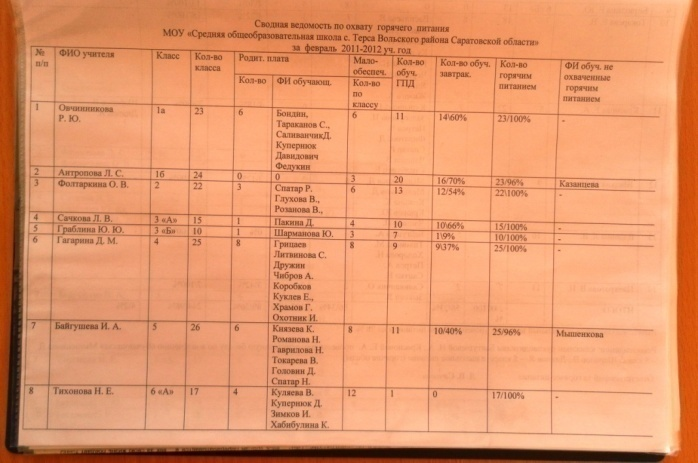 Сводная ведомость по охвату горячего питания
МОУ «Средняя общеобразовательная школа с. Терса Вольского района Саратовской области»
за февраль 2011-2012 уч. год
№ п/п ФИО учителя Класс Кол-во класса Родит. плата Мало-обеспеч. Кол-во обуч. ГПД Кол-во обуч. завтрак. Кол-во горячим питанием ФИ обуч. не охваченные горячим питанием
Кол-во ФИ обучающ. Кол-во по классу
1 Овчинникова Р. Ю. 1а 23 6 Бондин, 6 11 14\60% 23/100% -
Тараканов С.,
СаливанчикД.
Купернюк
Давидович
Федукин
2 Антропова Л. С. 1б 24 0 0 3 20 16/70% 23/96% Казанцева
3 Фолтаркина О. В. 2 22 3 Спатар Р. 6 13 12/54% 22\100% -
Глухова В.,
Розанова В.,
4 Сачкова Л. В. 3 «А» 15 1 Пакина Д. 4 10 10\66% 15/100% -
5 Граблина Ю. Ю. 3 «Б» 10 1 Шарманова Ю. 3 7 1\9% 10/100% -
6 Гагарина Д. М. 4 25 8 Грицаев 8 9 9\37% 25/100% -
Литвинова С.
Дружин
Чибров А.
Коробков
Куклев Е.,
Храмов Г.
Охотник И.
7 Байгушева И. А. 5 26 6 Князева К. 8 11 10/40% 25/96% Мышенкова
Романова Н.
Гаврилова Н.
Токарева В.
Головин Д.
Спатар Н.
8 Тихонова Н. Е. 6 «А» 17 4 Куляева В. 12 1 0 17/100% -
Купернюк Д.
Зимков И.
Хабибулина К.